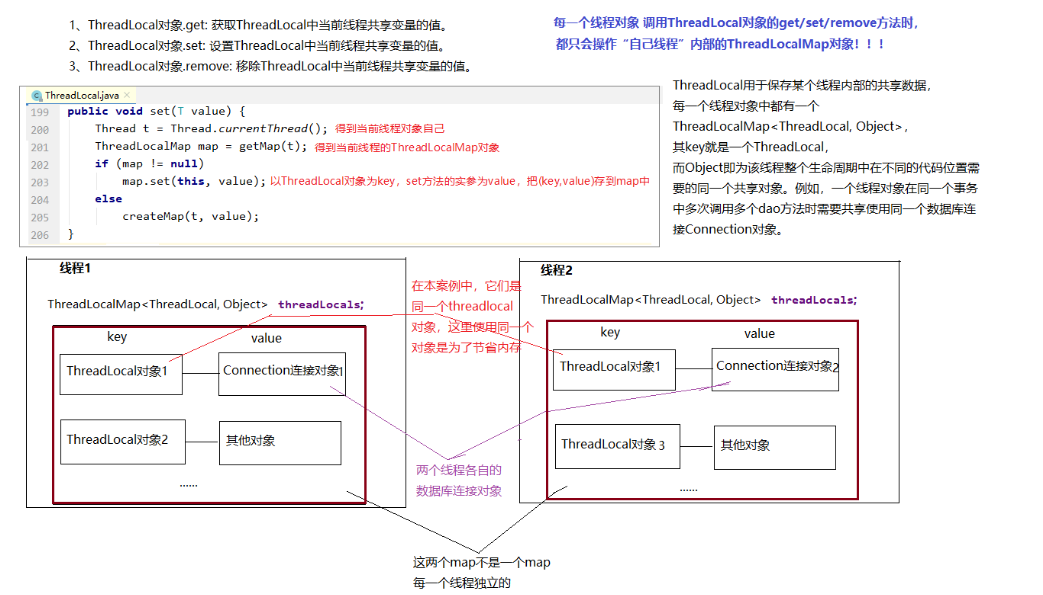 1、ThreadLocal对象.get: 获取ThreadLocal中当前线程共享变量的值。
2、ThreadLocal对象.set: 设置ThreadLocal中当前线程共享变量的值。
3、ThreadLocal对象.remove: 移除ThreadLocal中当前线程共享变量的值。
每一个线程对象 调用ThreadLocal对象的get/set/remove方法时，
都只会操作“自己线程”内部的ThreadLocalMap对象！！！
ThreadLocal.java ×
199 public void set(T value) {
200 Thread t = Thread.currentThread(); 得到当前线程对象自己
201 ThreadLocalMap map = getMap(t); 得到当前线程的ThreadLocalMap对象
202 if (map != null)
203 map.set(this, value); 以ThreadLocal对象为key，set方法的实参为value，把(key,value)存到map中
204 else
205 createMap(t, value);
206 }
ThreadLocal用于保存某个线程内部的共享数据，
每一个线程对象中都有一个
ThreadLocalMap<ThreadLocal, Object>，
其key就是一个ThreadLocal，
而Object即为该线程整个生命周期中在不同的代码位置需
要的同一个共享对象。例如，一个线程对象在同一个事务
中多次调用多个dao方法时需要共享使用同一个数据库连
接Connection对象。
线程1
ThreadLocalMap<ThreadLocal, Object> threadLocals;
key value
ThreadLocal对象1 Connection连接对象1
ThreadLocal对象2 其他对象
......
在本案例中，它们是
同一个threadlocal
对象，这里使用同一个
对象是为了节省内存
两个线程各自的
数据库连接对象
线程2
ThreadLocalMap<ThreadLocal, Object> threadLocals;
key value
ThreadLocal对象1 Connection连接对象2
ThreadLocal对象 3 其他对象
......
这两个map不是一个map
每一个线程独立的